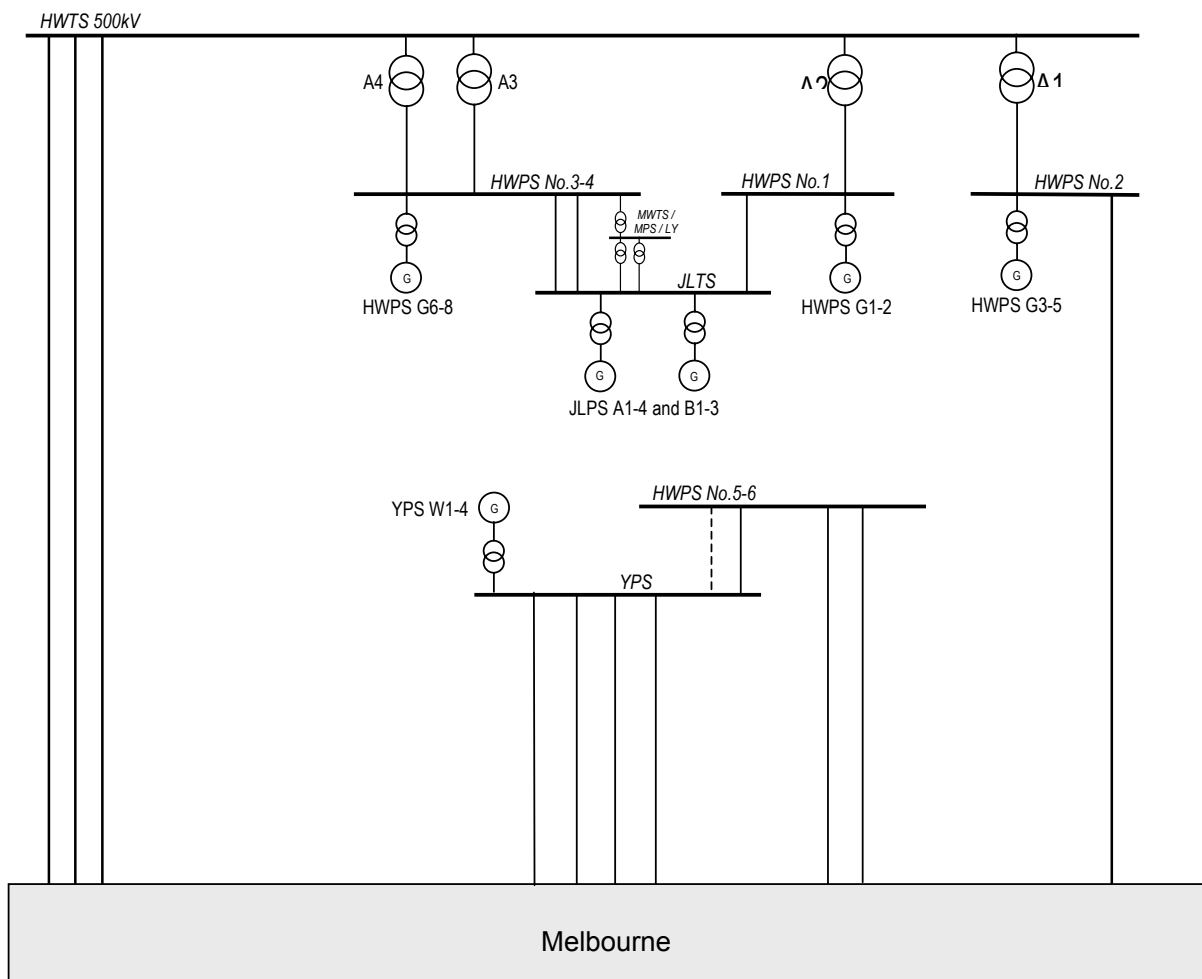 HWTS 500kV
A4
A3
HWPS No.3-4
HWPS No.1
HWPS No.2
MWTS /
MPS / LY
JLTS
G
HWPS G6-8
G
HWPS G1-2
G
HWPS G3-5
G
G
JLPS A1-4 and B1-3
HWPS No.5-6
YPS W1-4
G
YPS
Melbourne